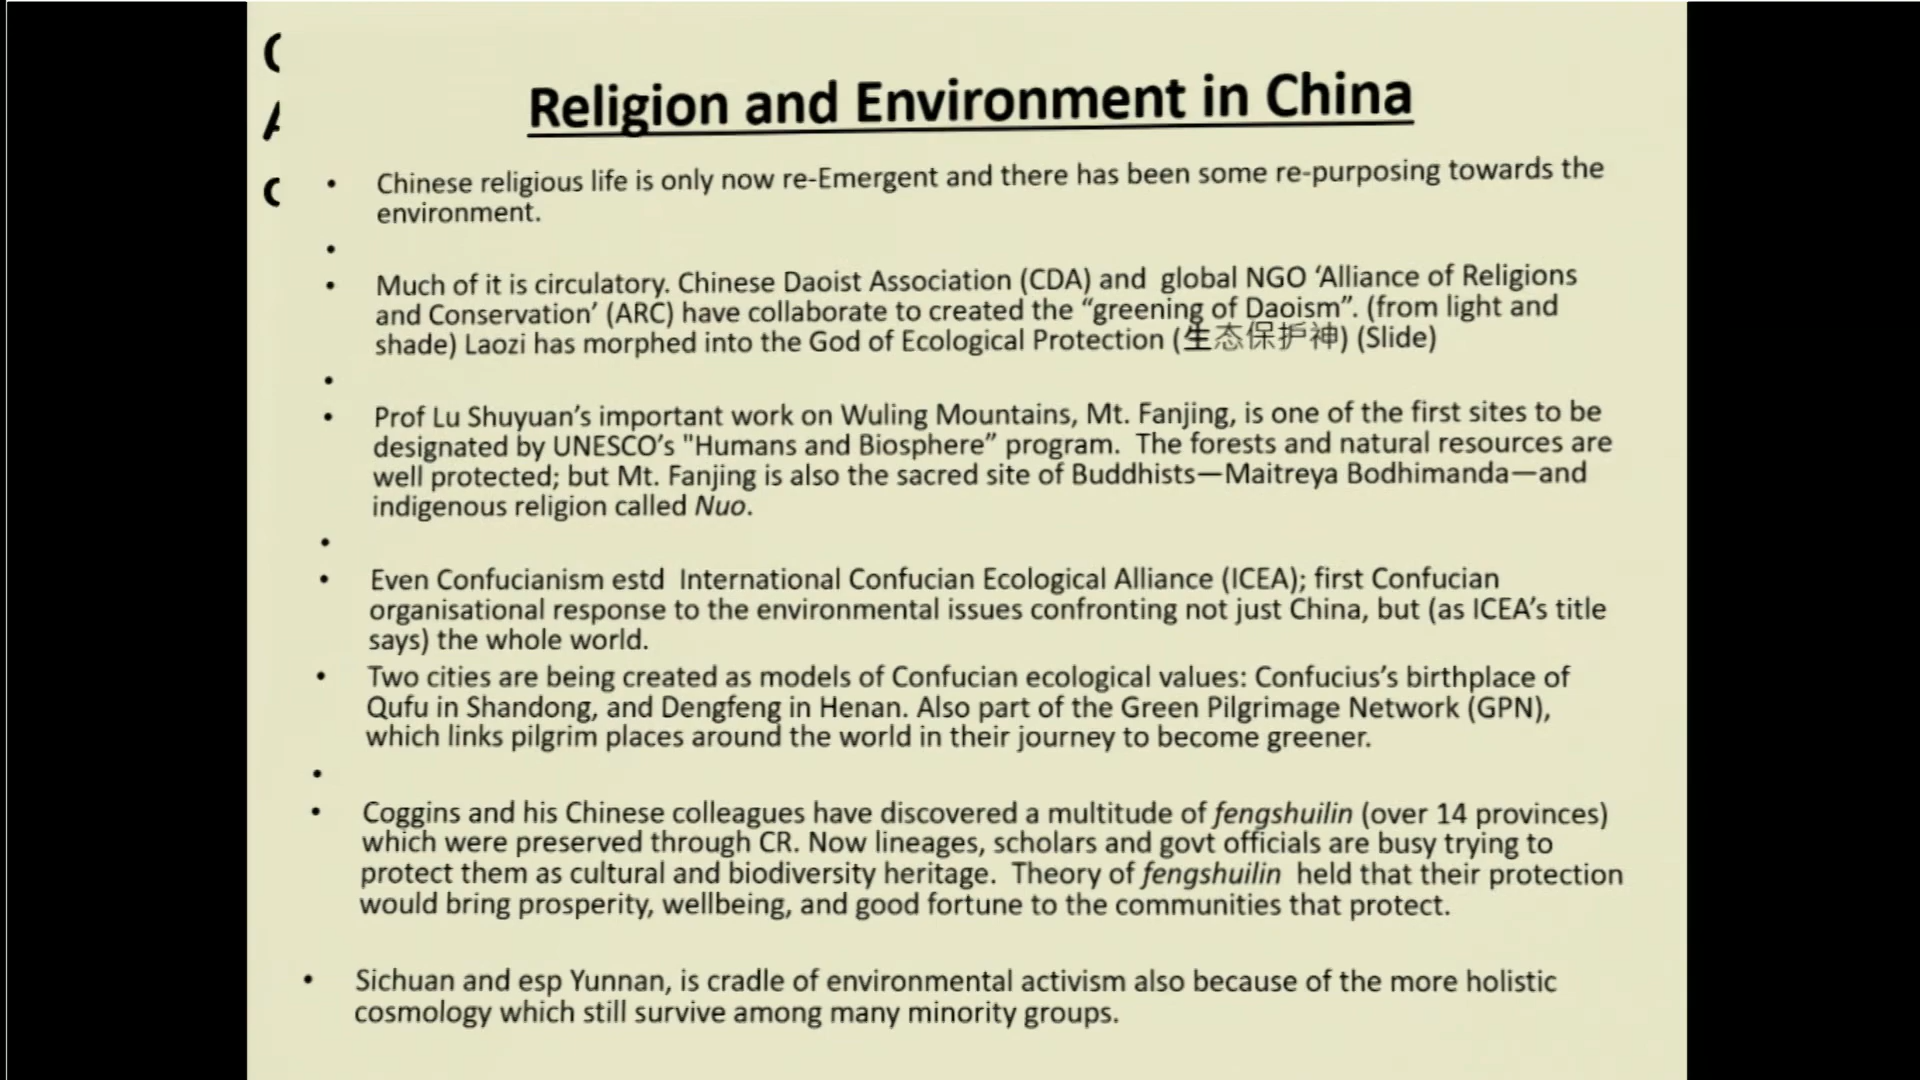 Religion and Environment in China
• Chinese religious life is only now re-Emergent and there has been some re-purposing towards the
environment.
•
• Much of it is circulatory. Chinese Daoist Association (CDA) and global NGO ‘Alliance of Religions
and Conservation’ (ARC) have collaborate to created the “greening of Daoism”. (from light and
shade) Laozi has morphed into the God of Ecological Protection (生态保护神) (Slide)
•
• Prof Lu Shuyuan’s important work on Wuling Mountains, Mt. Fanjing, is one of the first sites to be
designated by UNESCO’s "Humans and Biosphere” program. The forests and natural resources are
well protected; but Mt. Fanjing is also the sacred site of Buddhists—Maitreya Bodhimanda—and
indigenous religion called Nuo.
•
• Even Confucianism estd International Confucian Ecological Alliance (ICEA); first Confucian
organisational response to the environmental issues confronting not just China, but (as ICEA’s title
says) the whole world.
• Two cities are being created as models of Confucian ecological values: Confucius’s birthplace of
Qufu in Shandong, and Dengfeng in Henan. Also part of the Green Pilgrimage Network (GPN),
which links pilgrim places around the world in their journey to become greener.
•
• Coggins and his Chinese colleagues have discovered a multitude of fengshuilin (over 14 provinces)
which were preserved through CR. Now lineages, scholars and govt officials are busy trying to
protect them as cultural and biodiversity heritage. Theory of fengshuilin held that their protection
would bring prosperity, wellbeing, and good fortune to the communities that protect.
• Sichuan and esp Yunnan, is cradle of environmental activism also because of the more holistic
cosmology which still survive among many minority groups.